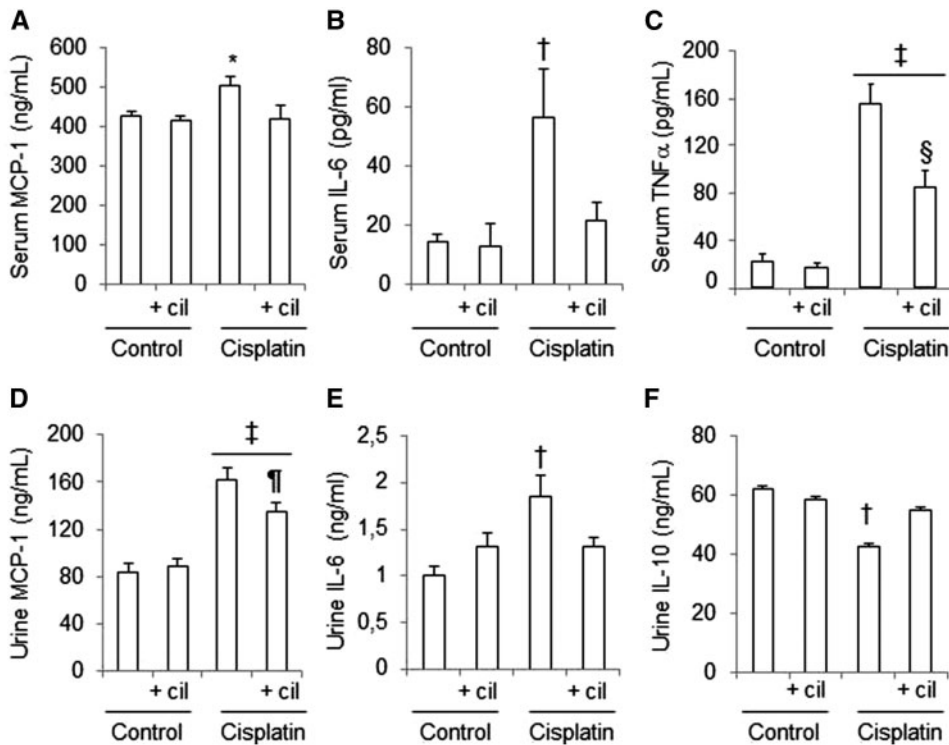 A
Serum MCP-1 (ng/mL)
600
500
400
300
200
100
0
*
+ cil
+ cil
Control
Cisplatin
B
Serum IL-6 (pg/ml)
80
60
40
20
0
†
+ cil
+ cil
Control
Cisplatin
C
Serum TNFα (pg/mL)
200
160
80
40
0
‡
§
+ cil
+ cil
Control
Cisplatin
D
Urine MCP-1 (ng/mL)
200
160
120
80
40
0
‡
¶
+ cil
+ cil
Control
Cisplatin
E
Urine IL-6 (ng/ml)
2,5
2
1,5
1
0,5
0
†
+ cil
+ cil
Control
Cisplatin
F
Urine IL-10 (ng/mL)
80
60
40
20
0
†
+ cil
+ cil
Control
Cisplatin